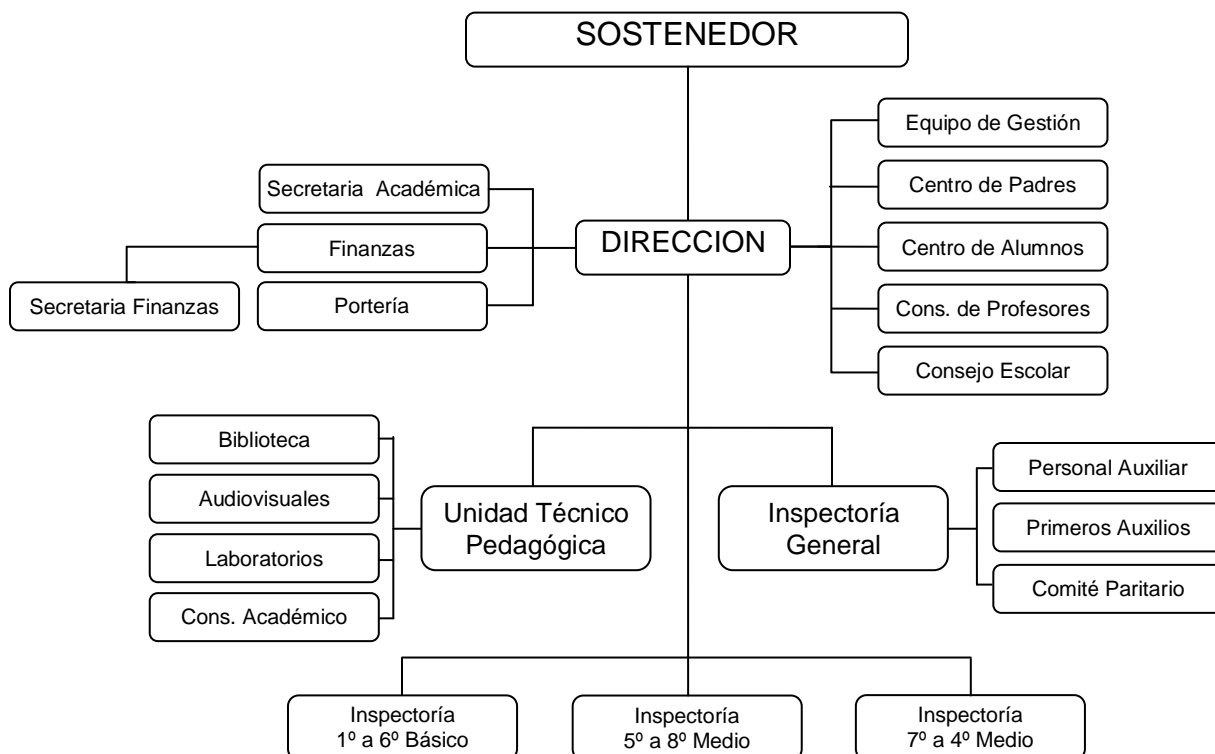 SOSTENEDOR
Equipo de Gestión
Secretaria Académica
Centro de Padres
DIRECCION
Finanzas
Centro de Alumnos
Secretaria Finanzas
Portería
Cons. de Profesores
Consejo Escolar
Biblioteca
Audiovisuales
Laboratorios
Cons. Académico
Unidad Técnico
Pedagógica
Inspectoría
General
Personal Auxiliar
Primeros Auxilios
Comité Paritario
Inspectoría
1º a 6º Básico
Inspectoría
5º a 8º Medio
Inspectoría
7º a 4º Medio